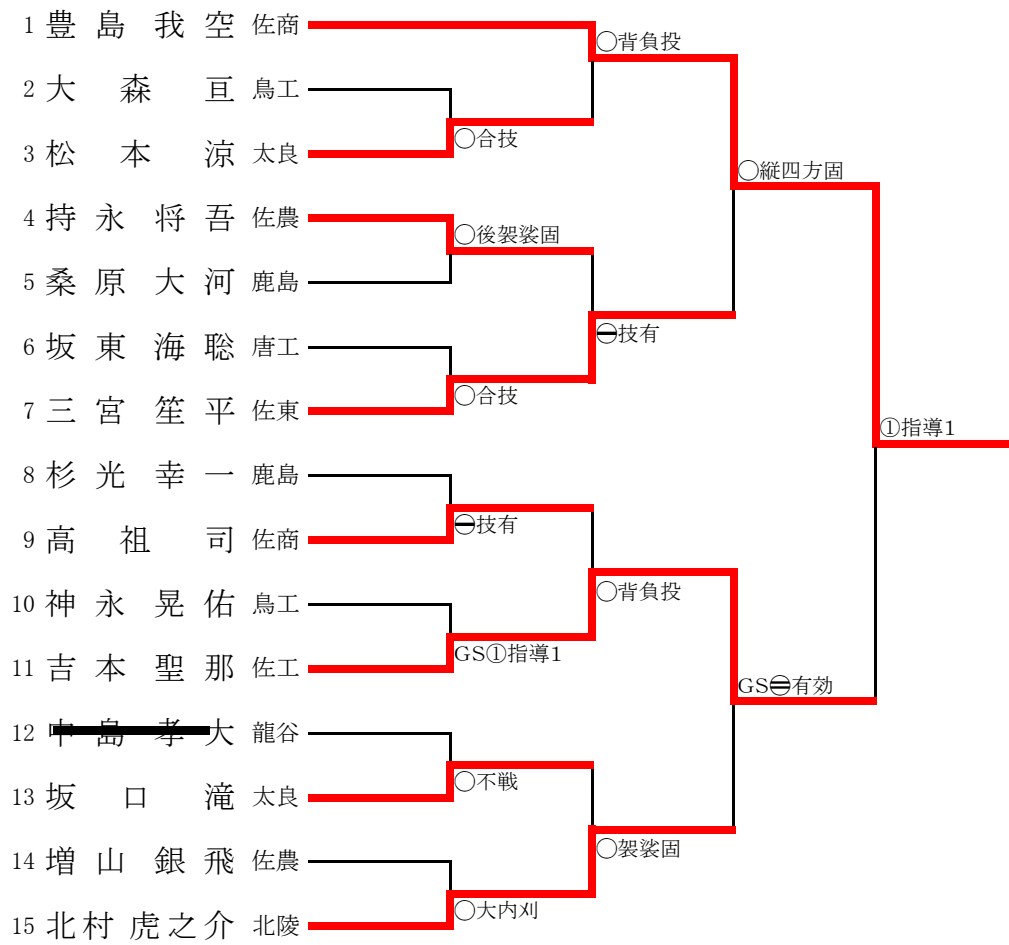 1 豊島我空 佐商
○背負投
2 大森亘 鳥工
○合技
3 松本涼 太良
○縦四方固
4 持永将吾 佐農
○後袈裟固
5 桑原大河 鹿島
㊀技有
6 坂東海聡 唐工
○合技
7 三宮笙平 佐東
①指導1
8 杉光幸一 鹿島
㊀技有
9 高祖司 佐商
○背負投
10 神永晃佑 鳥工
GS①指導1
11 吉本聖那 佐工
GS㊁有効
12 中島孝大 龍谷
○不戦
13 坂口滝 太良
○袈裟固
14 増山銀飛 佐農
○大内刈
15 北村虎之介 北陵